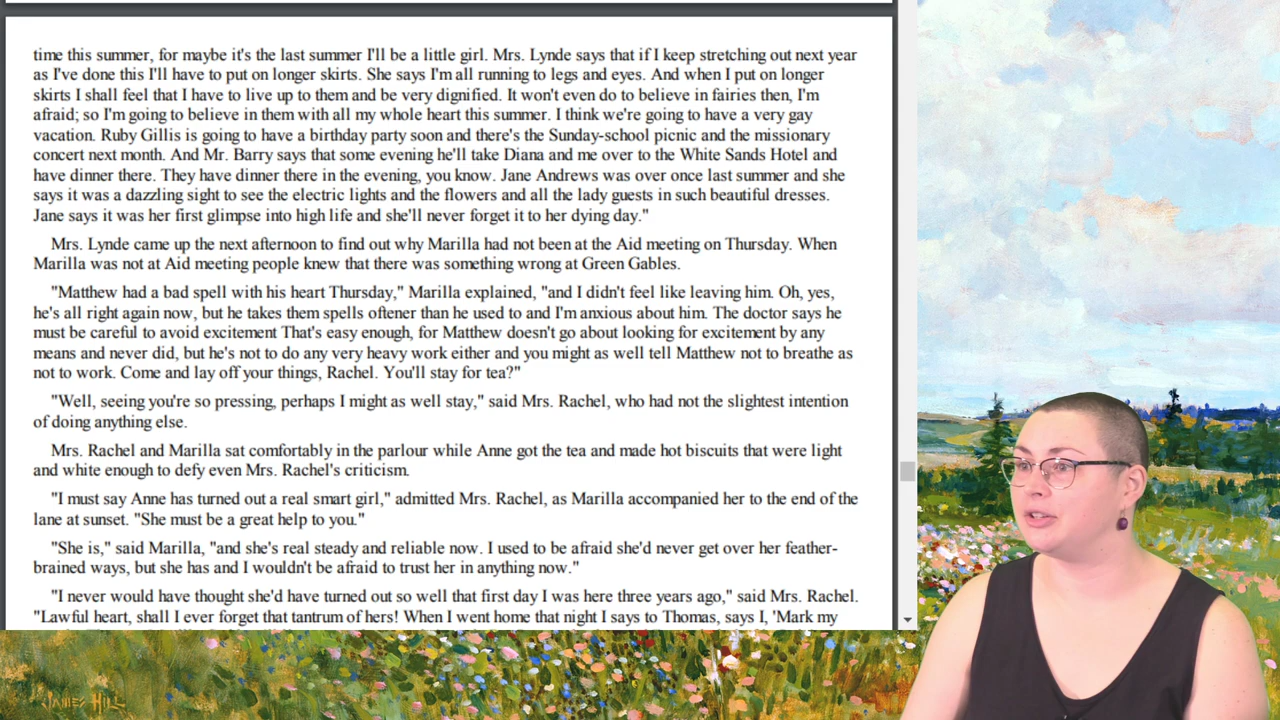 time this summer, for maybe it's the last summer I'll be a little girl. Mrs. Lynde says that if I keep stretching out next year
as I've done this I'll have to put on longer skirts. She says I'm all running to legs and eyes. And when I put on longer
skirts I shall feel that I have to live up to them and be very dignified. It won't even do to believe in fairies then, I'm
afraid; so I'm going to believe in them with all my whole heart this summer. I think we're going to have a very gay
vacation. Ruby Gillis is going to have a birthday party soon and there's the Sunday-school picnic and the missionary
concert next month. And Mr. Barry says that some evening he'll take Diana and me over to the White Sands Hotel and
have dinner there. They have dinner there in the evening, you know. Jane Andrews was over once last summer and she
says it was a dazzling sight to see the electric lights and the flowers and all the lady guests in such beautiful dresses.
Jane says it was her first glimpse into high life and she'll never forget it to her dying day."
Mrs. Lynde came up the next afternoon to find out why Marilla had not been at the Aid meeting on Thursday. When
Marilla was not at Aid meeting people knew that there was something wrong at Green Gables.
"Matthew had a bad spell with his heart Thursday," Marilla explained, "and I didn't feel like leaving him. Oh, yes,
he's all right again now, but he takes them spells oftener than he used to and I'm anxious about him. The doctor says he
must be careful to avoid excitement That's easy enough, for Matthew doesn't go about looking for excitement by any
means and never did, but he's not to do any very heavy work either and you might as well tell Matthew not to breathe as
not to work. Come and lay off your things, Rachel. You'll stay for tea?"
"Well, seeing you're so pressing, perhaps I might as well stay," said Mrs. Rachel, who had not the slightest intention
of doing anything else.
Mrs. Rachel and Marilla sat comfortably in the parlour while Anne got the tea and made hot biscuits that were light
and white enough to defy even Mrs. Rachel's criticism.
"I must say Anne has turned out a real smart girl," admitted Mrs. Rachel, as Marilla accompanied her to the end of the
lane at sunset. "She must be a great help to you."
"She is," said Marilla, "and she's real steady and reliable now. I used to be afraid she'd never get over her feather-
brained ways, but she has and I wouldn't be afraid to trust her in anything now."
"I never would have thought she'd have turned out so well that first day I was here three years ago," said Mrs. Rachel.
"Lawful heart, shall I ever forget that tantrum of hers! When I went home that night I says to Thomas, says I, 'Mark my
JAMES HILL